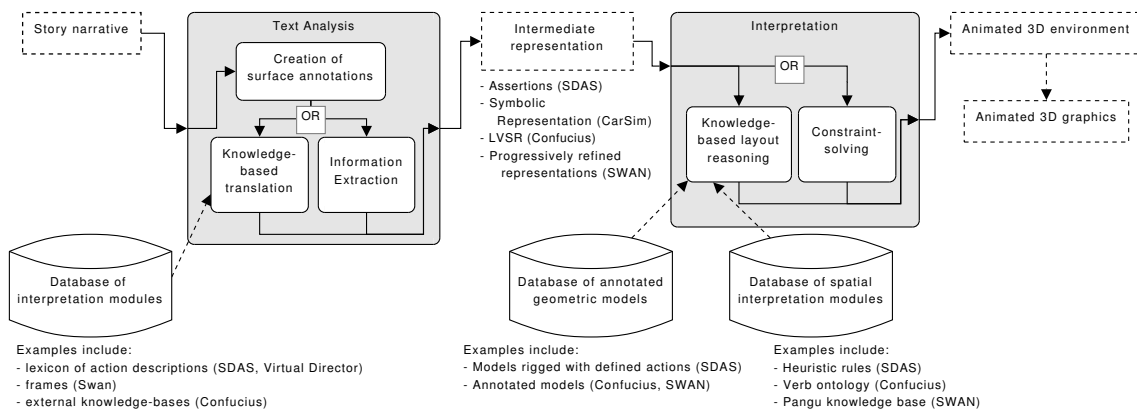 Story narrative
Text Analysis
Creation of
surface annotations
OR
Knowledge-
based
translation
Information
Extraction
Intermediate
representation
- Assertions (SDAS)
- Symbolic
Representation (CarSim)
- LVSR (Confucius)
- Progressively refined
representations (SWAN)
Interpretation
OR
Knowledge-
based layout
reasoning
Constraint-
solving
Animated 3D environment
Animated 3D graphics
Database of
interpretation modules
Examples include:
- lexicon of action descriptions (SDAS, Virtual Director)
- frames (Swan)
- external knowledge-bases (Confucius)
Database of annotated
geometric models
Examples include:
- Models rigged with defined actions (SDAS)
- Annotated models (Confucius, SWAN)
Database of spatial
interpretation modules
Examples include:
- Heuristic rules (SDAS)
- Verb ontology (Confucius)
- Pangu knowledge base (SWAN)